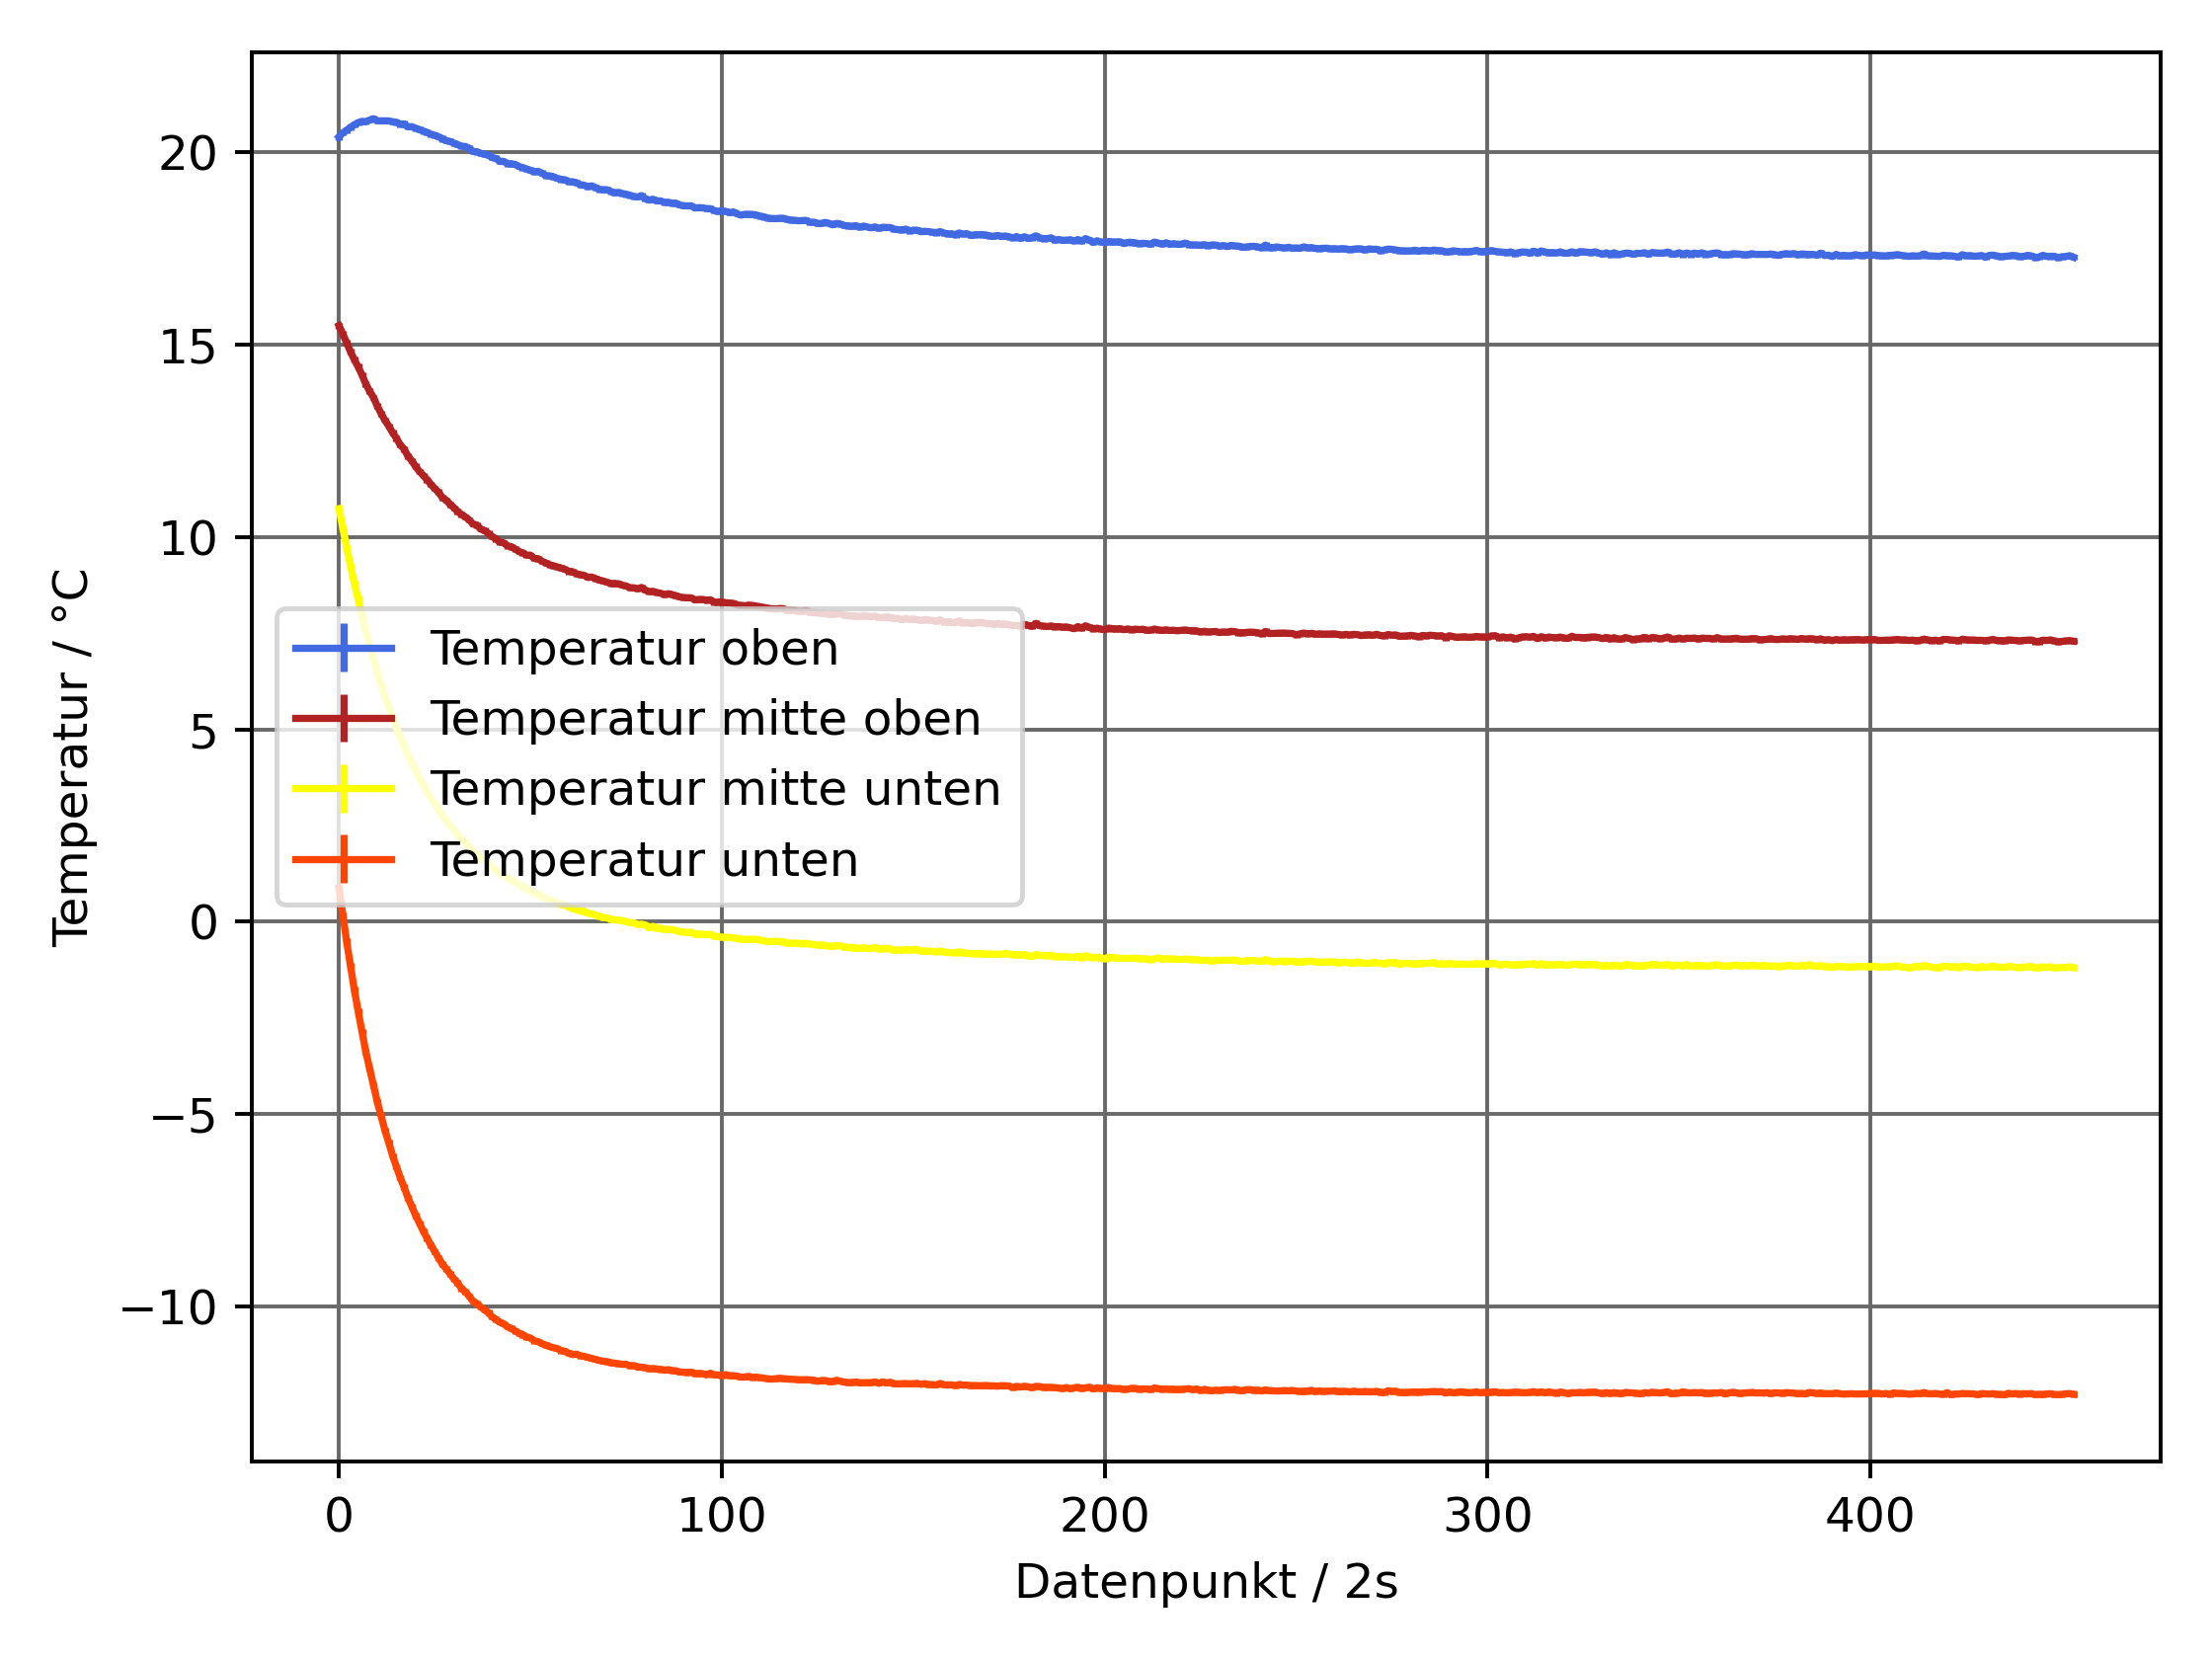 20
15
10
5
0
−5
−10
Temperatur / °C
Temperatur oben
Temperatur mitte oben
Temperatur mitte unten
Temperatur unten
0 100 200 300 400
Datenpunkt / 2s